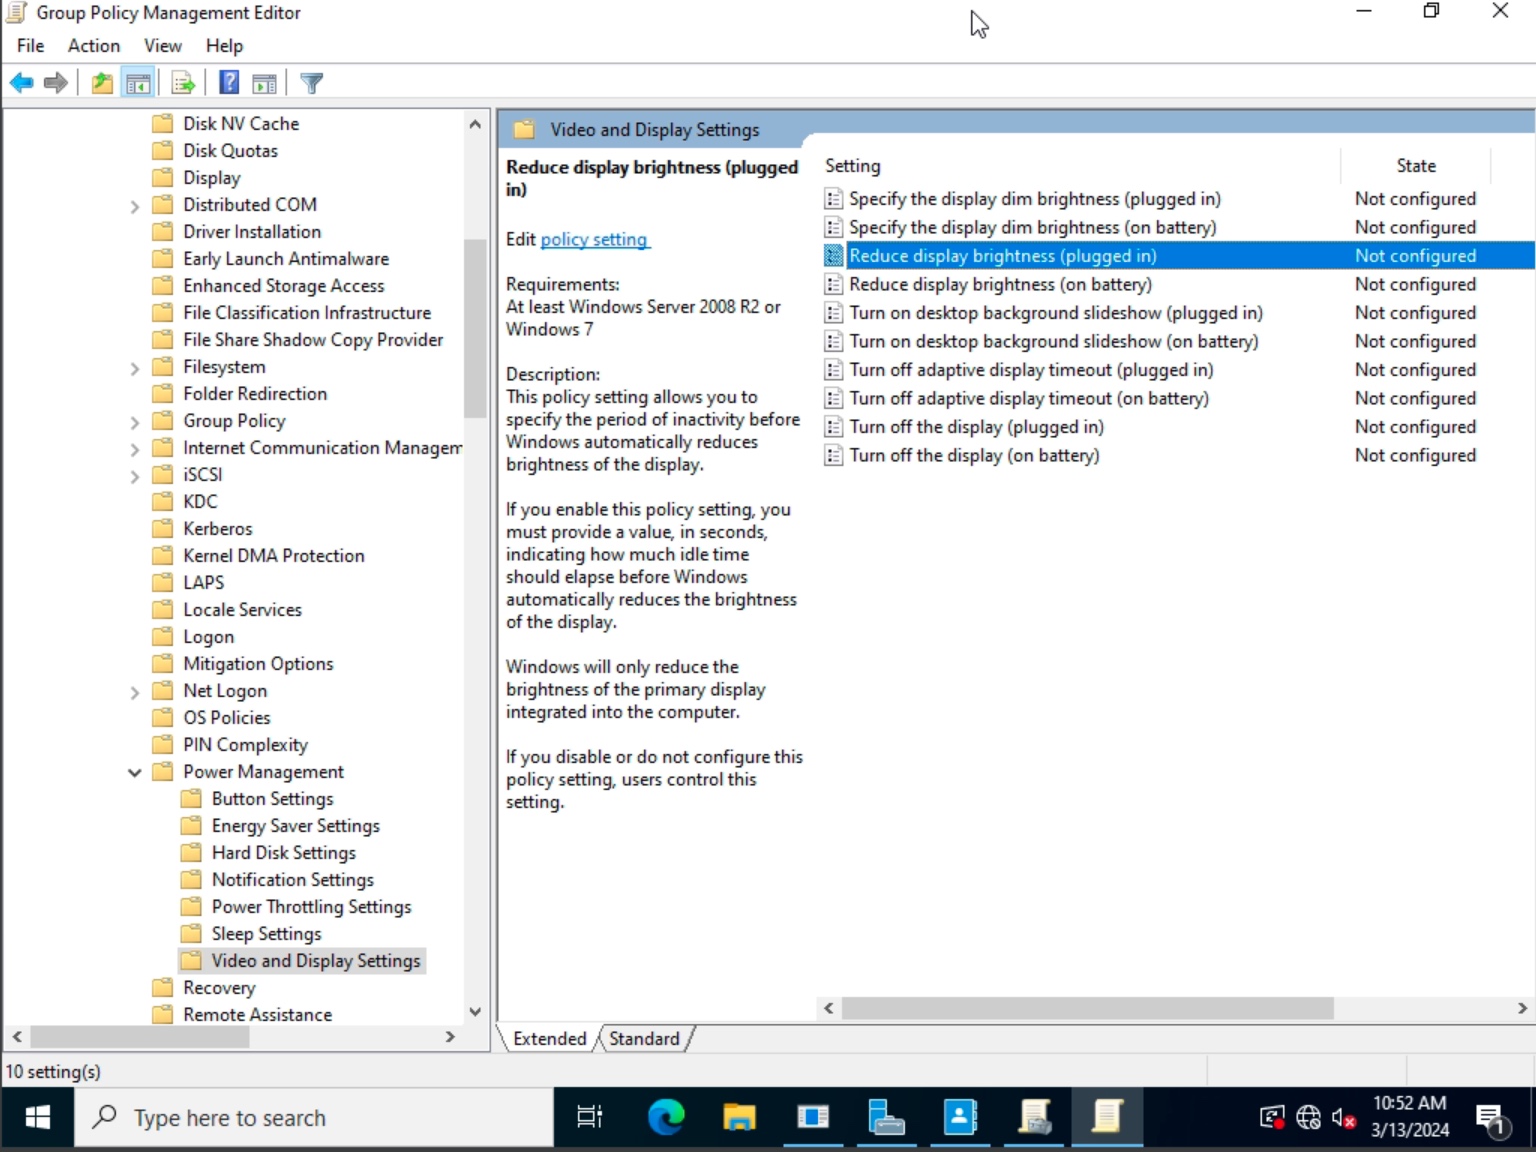 Group Policy Management Editor
File Action View Help
Disk NV Cache
Disk Quotas
Display
Distributed COM
Driver Installation
Early Launch Antimalware
Enhanced Storage Access
File Classification Infrastructure
File Share Shadow Copy Provider
Filesystem
Folder Redirection
Group Policy
Internet Communication Managem
iSCSI
KDC
Kerberos
Kernel DMA Protection
LAPS
Locale Services
Logon
Mitigation Options
Net Logon
OS Policies
PIN Complexity
Power Management
Button Settings
Energy Saver Settings
Hard Disk Settings
Notification Settings
Power Throttling Settings
Sleep Settings
Video and Display Settings
Recovery
Remote Assistance
Video and Display Settings
Reduce display brightness (plugged
in)
Edit policy setting
Requirements:
At least Windows Server 2008 R2 or
Windows 7
Description:
This policy setting allows you to
specify the period of inactivity before
Windows automatically reduces
brightness of the display.
If you enable this policy setting, you
must provide a value, in seconds,
indicating how much idle time
should elapse before Windows
automatically reduces the brightness
of the display.
Windows will only reduce the
brightness of the primary display
integrated into the computer.
If you disable or do not configure this
policy setting, users control this
setting.
Setting State
Specify the display dim brightness (plugged in) Not configured
Specify the display dim brightness (on battery) Not configured
Reduce display brightness (plugged in) Not configured
Reduce display brightness (on battery) Not configured
Turn on desktop background slideshow (plugged in) Not configured
Turn on desktop background slideshow (on battery) Not configured
Turn off adaptive display timeout (plugged in) Not configured
Turn off adaptive display timeout (on battery) Not configured
Turn off the display (plugged in) Not configured
Turn off the display (on battery) Not configured
Extended Standard
10 setting(s)
Type here to search
10:52 AM
3/13/2024
1